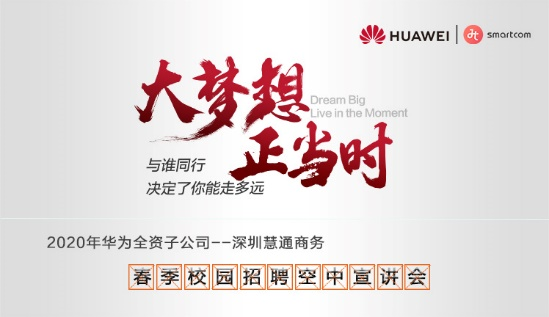 HUAWEI | smartcom
大梦想
Dream Big
Live in the Moment
正当时
与谁同行
决定了你能走多远
2020年华为全资子公司--深圳慧通商务
春季校园招聘空中宣讲会